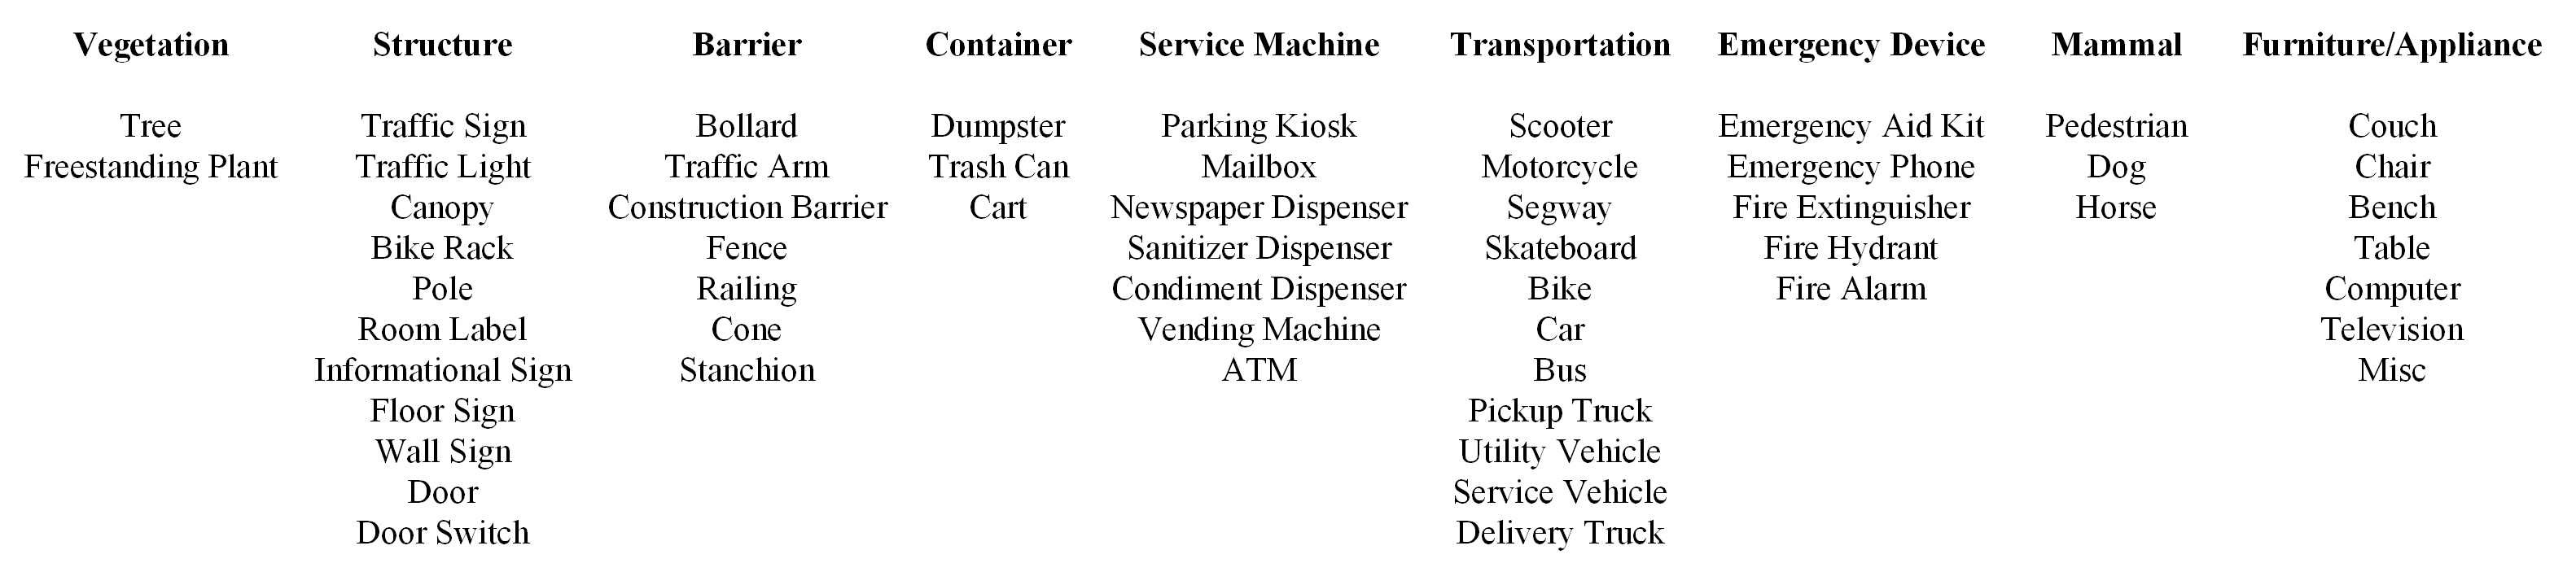 Vegetation Structure Barrier Container Service Machine Transportation Emergency Device Mammal Furniture/Appliance
Tree Traffic Sign Bollard Dumpster Parking Kiosk Scooter Emergency Aid Kit Pedestrian Couch
Freestanding Plant Traffic Light Traffic Arm Trash Can Mailbox Motorcycle Emergency Phone Dog Chair
Canopy Construction Barrier Cart Newspaper Dispenser Segway Fire Extinguisher Horse Bench
Bike Rack Fence Sanitizer Dispenser Skateboard Fire Hydrant Table
Pole Railing Condiment Dispenser Bike Fire Alarm Computer
Room Label Cone Vending Machine Car Television
Informational Sign Stanchion ATM Bus Misc
Floor Sign Pickup Truck
Wall Sign Utility Vehicle
Door Service Vehicle
Door Switch Delivery Truck